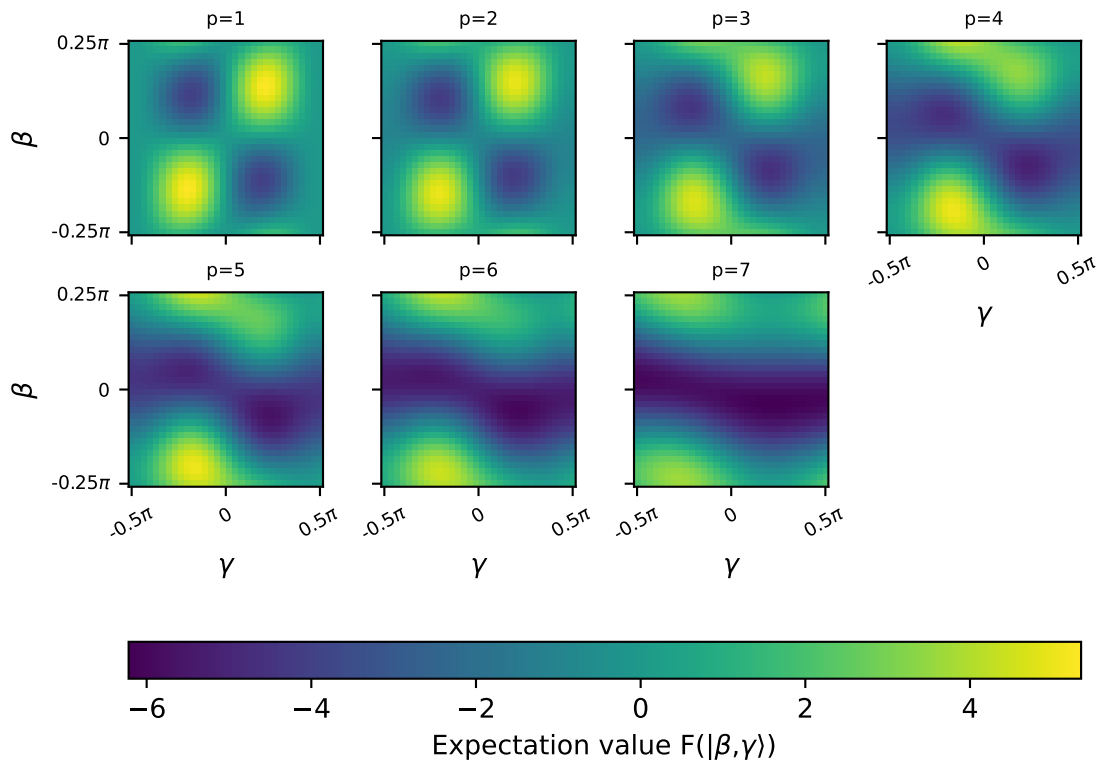 p=1 p=2 p=3 p=4
0.25π
β
0
-0.25π
-0.5π 0 0.5π
γ
p=5 p=6 p=7
0.25π
β
0
-0.25π
-0.5π 0 0.5π -0.5π 0 0.5π -0.5π 0 0.5π
γ γ γ
−6 −4 −2 0 2 4
Expectation value F(|β,γ⟩)